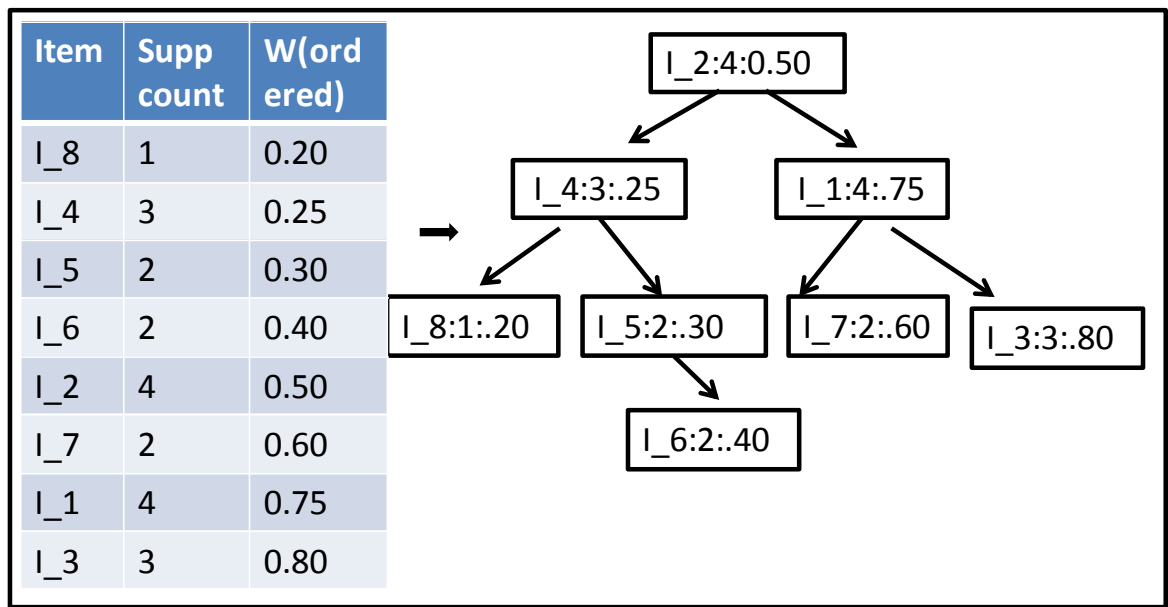 Item Supp count W(ordered)
I_8 1 0.20
I_4 3 0.25
I_5 2 0.30
I_6 2 0.40
I_2 4 0.50
I_7 2 0.60
I_1 4 0.75
I_3 3 0.80
I_2:4:0.50
I_4:3:.25 I_1:4:.75
I_8:1:.20 I_5:2:.30 I_7:2:.60 I_3:3:.80
I_6:2:.40